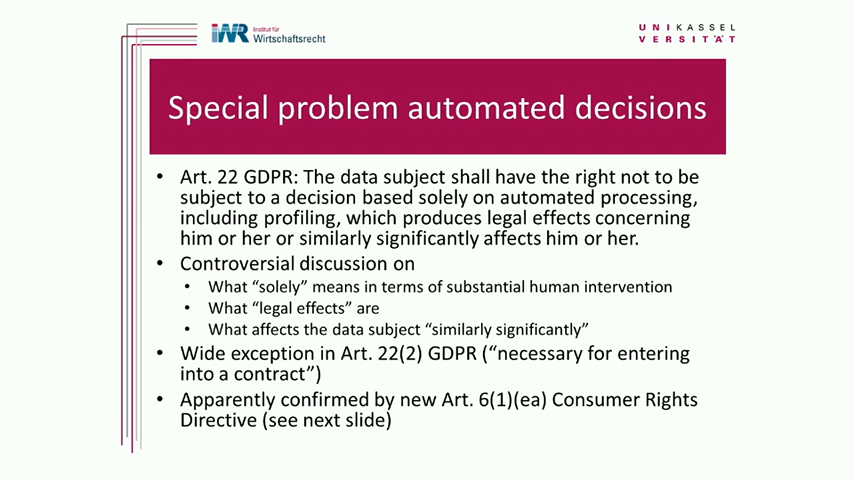 IWR Institut für
Wirtschaftsrecht
UNIKASSEL
VERSITÄT
Special problem automated decisions
• Art. 22 GDPR: The data subject shall have the right not to be
subject to a decision based solely on automated processing,
including profiling, which produces legal effects concerning
him or her or similarly significantly affects him or her.
• Controversial discussion on
• What “solely” means in terms of substantial human intervention
• What “legal effects” are
• What affects the data subject “similarly significantly”
• Wide exception in Art. 22(2) GDPR (“necessary for entering
into a contract”)
• Apparently confirmed by new Art. 6(1)(ea) Consumer Rights
Directive (see next slide)